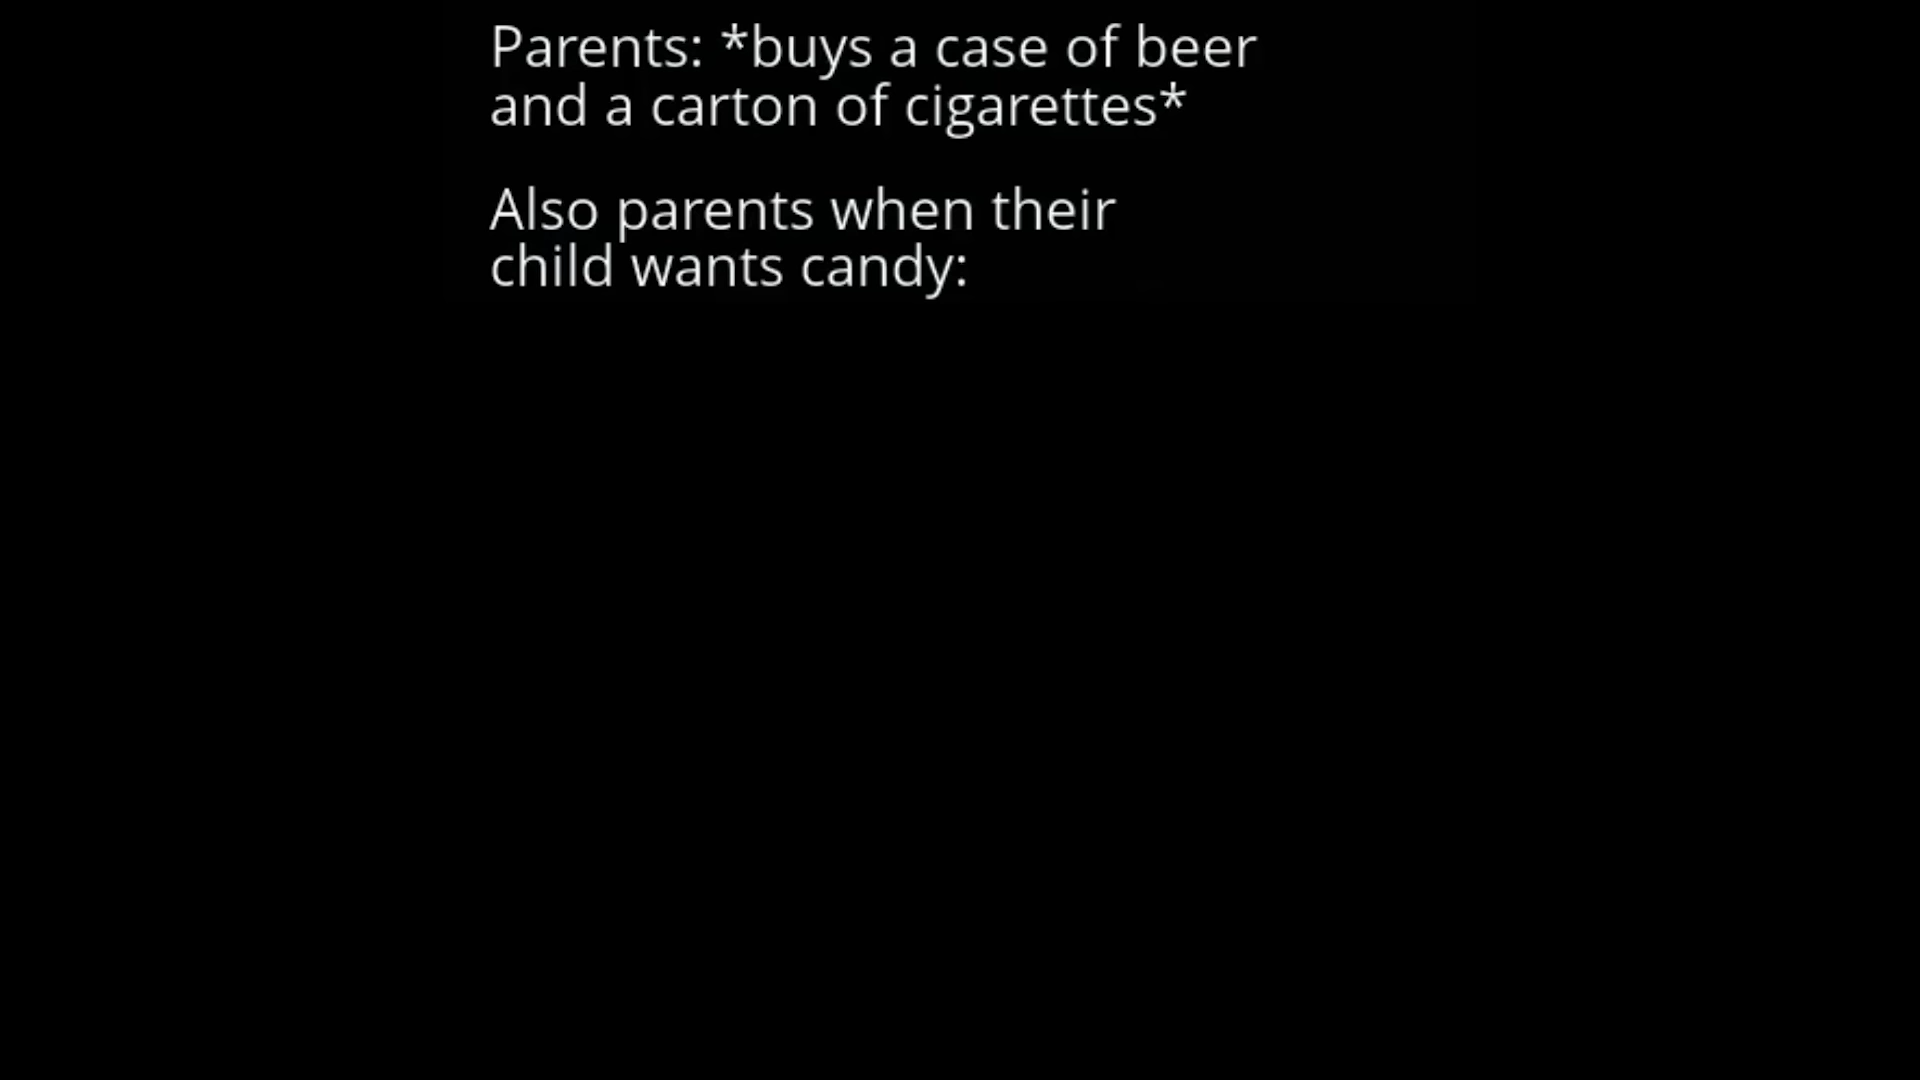 Parents: *buys a case of beer
and a carton of cigarettes*
Also parents when their
child wants candy: